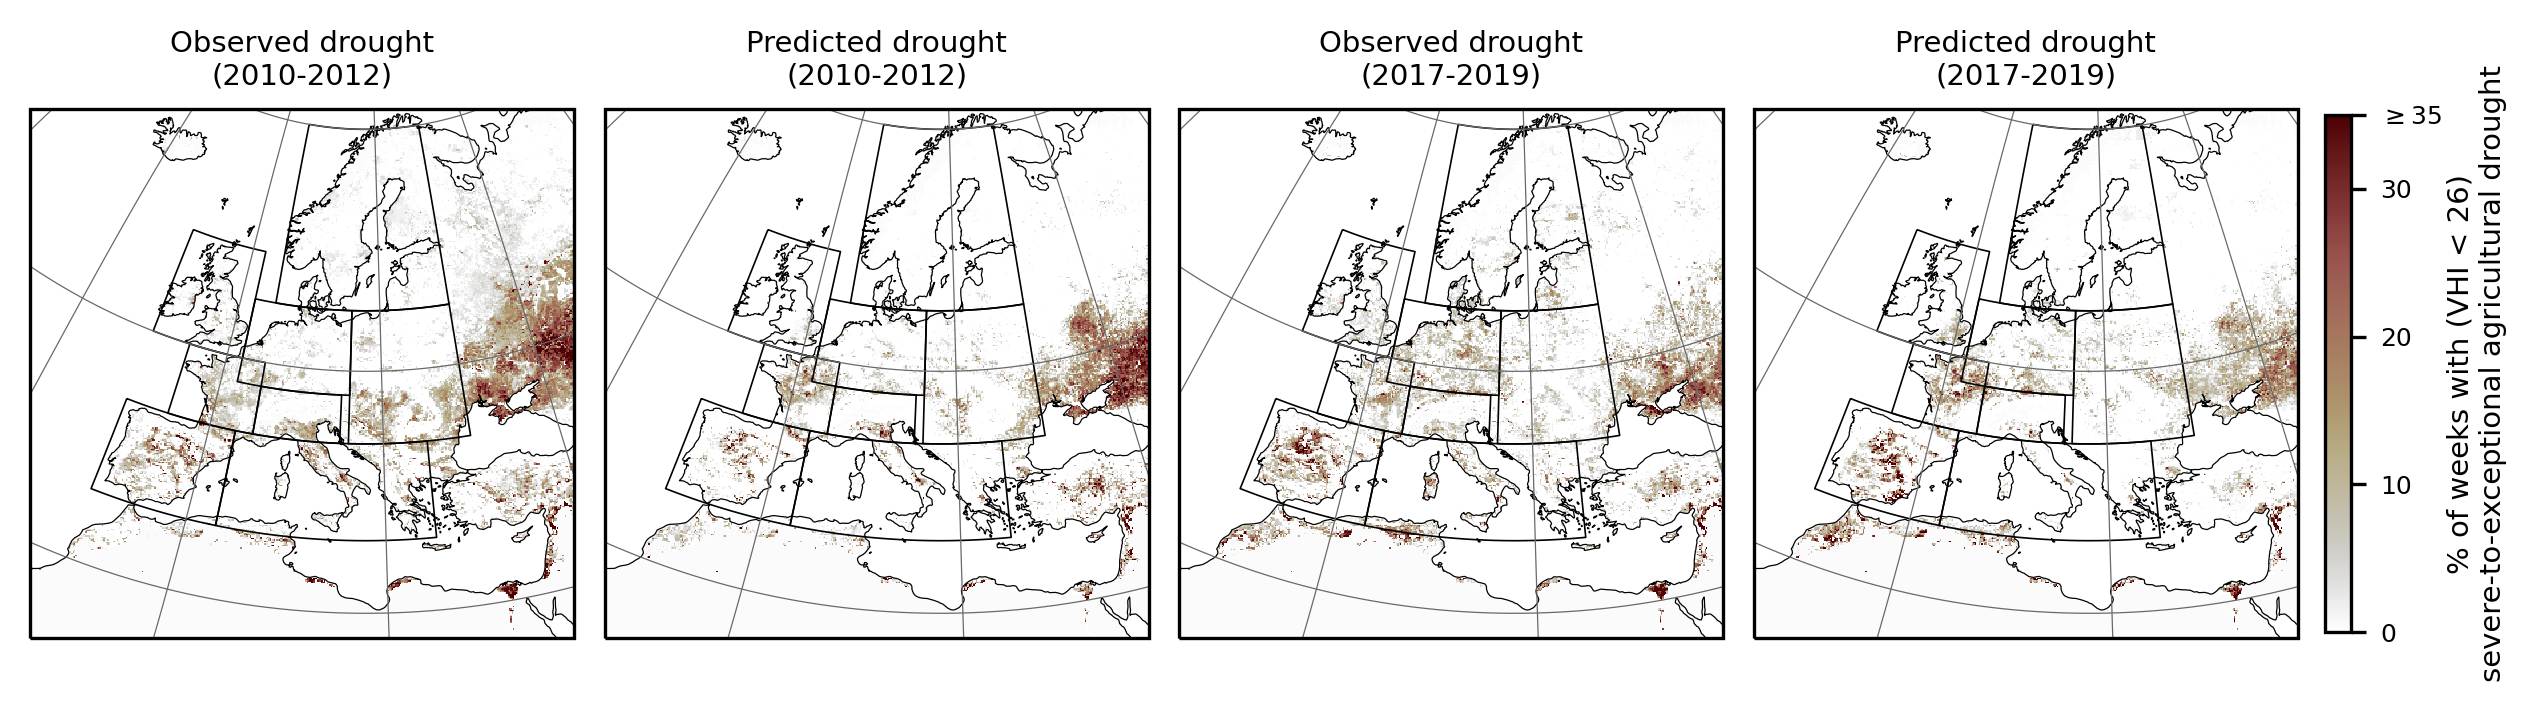 Observed drought
(2010-2012)
Predicted drought
(2010-2012)
Observed drought
(2017-2019)
Predicted drought
(2017-2019)
≥ 35
30
20
10
0
% of weeks with (VHI < 26)
severe-to-exceptional agricultural drought